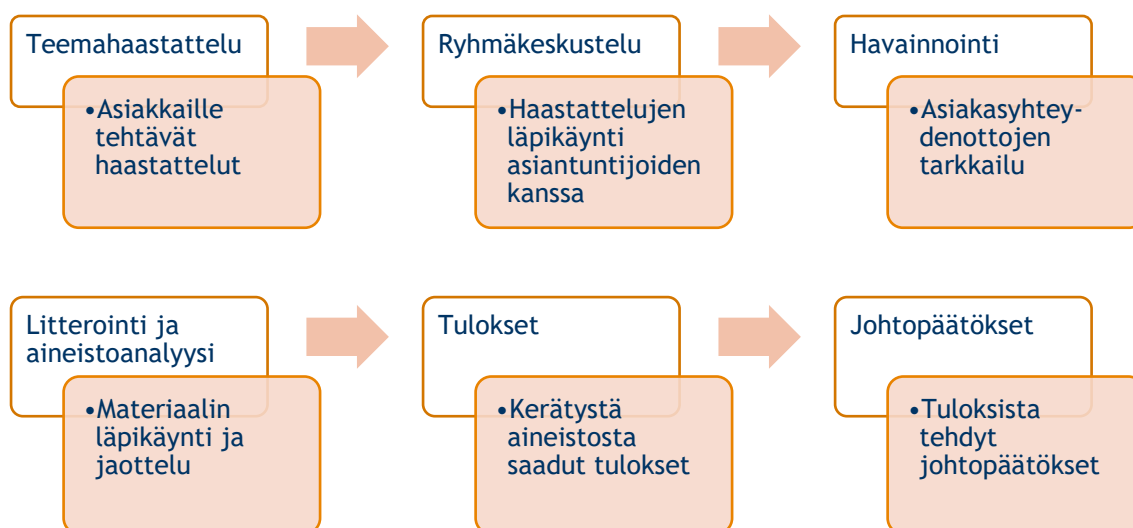 Teemahaastattelu
•Asiakkaille
tehtävät
haastattelut
Ryhmäkeskustelu
•Haastattelujen
läpikäynti
asiantuntijoiden
kanssa
Havainnointi
•Asiakasyhtey-
denottojen
tarkkailu
Litterointi ja
aineistoanalyysi
•Materiaalin
läpikäynti ja
jaottelu
Tulokset
•Kerätystä
aineistosta
saadut tulokset
Johtopäätökset
•Tuloksista
tehdyt
johtopäätökset